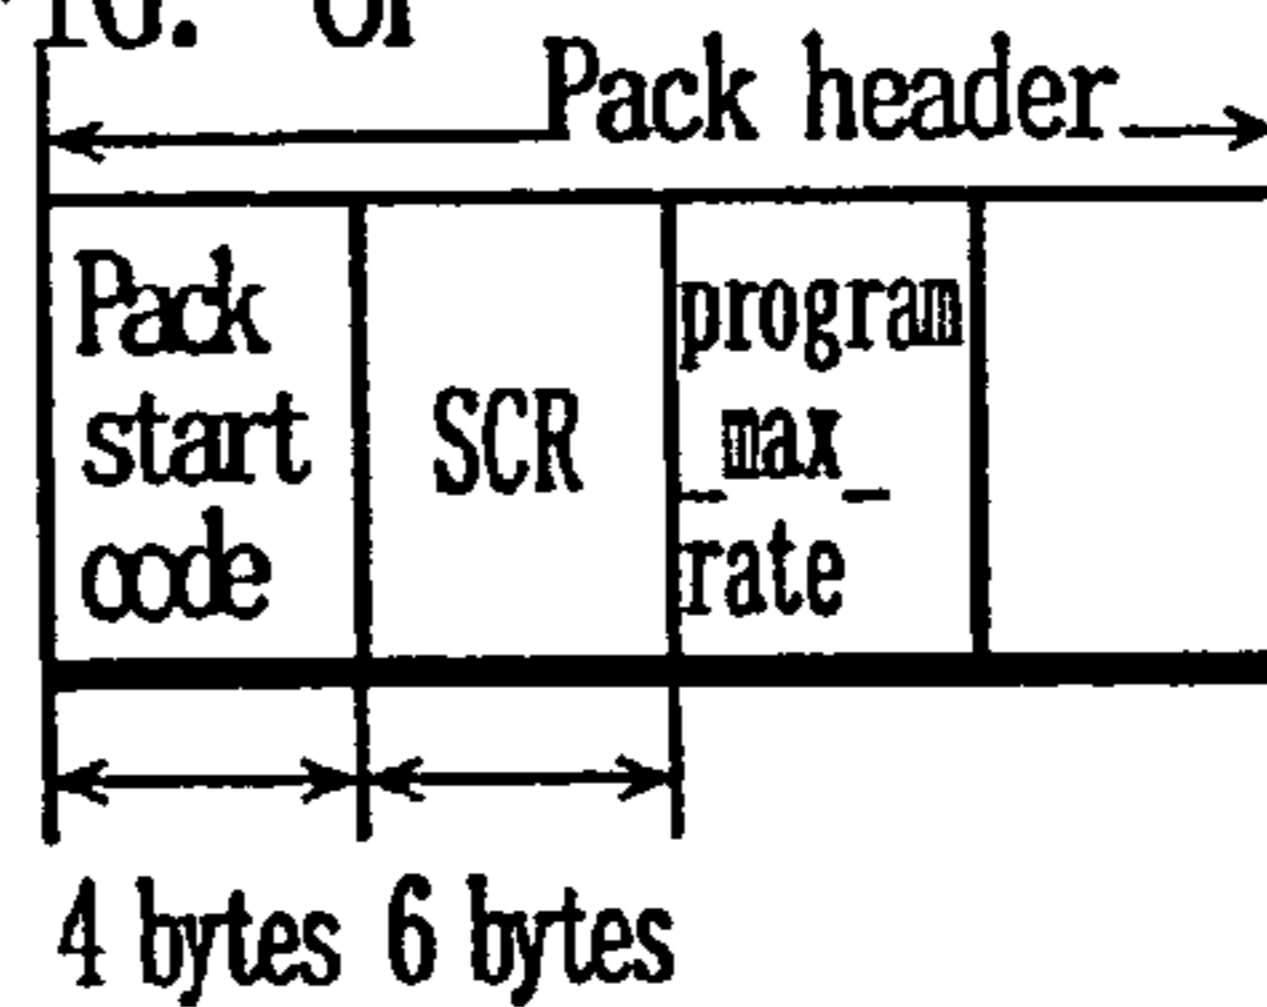 Pack header
Pack
start
code
SCR
program
_max_
rate
4 bytes 6 bytes